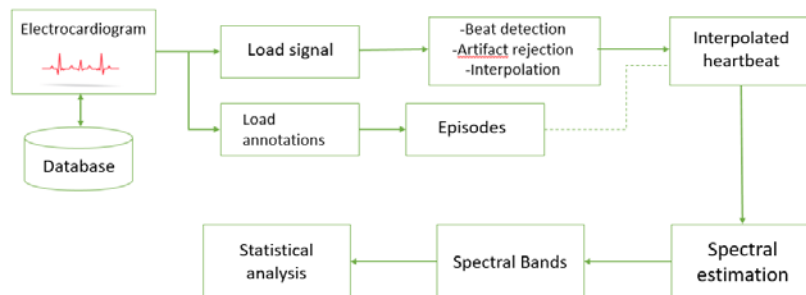 Electrocardiogram
Load signal
-Beat detection
-Artifact rejection
-Interpolation
Interpolated
heartbeat
Load
annotations
Episodes
Database
Statistical
analysis
Spectral Bands
Spectral
estimation